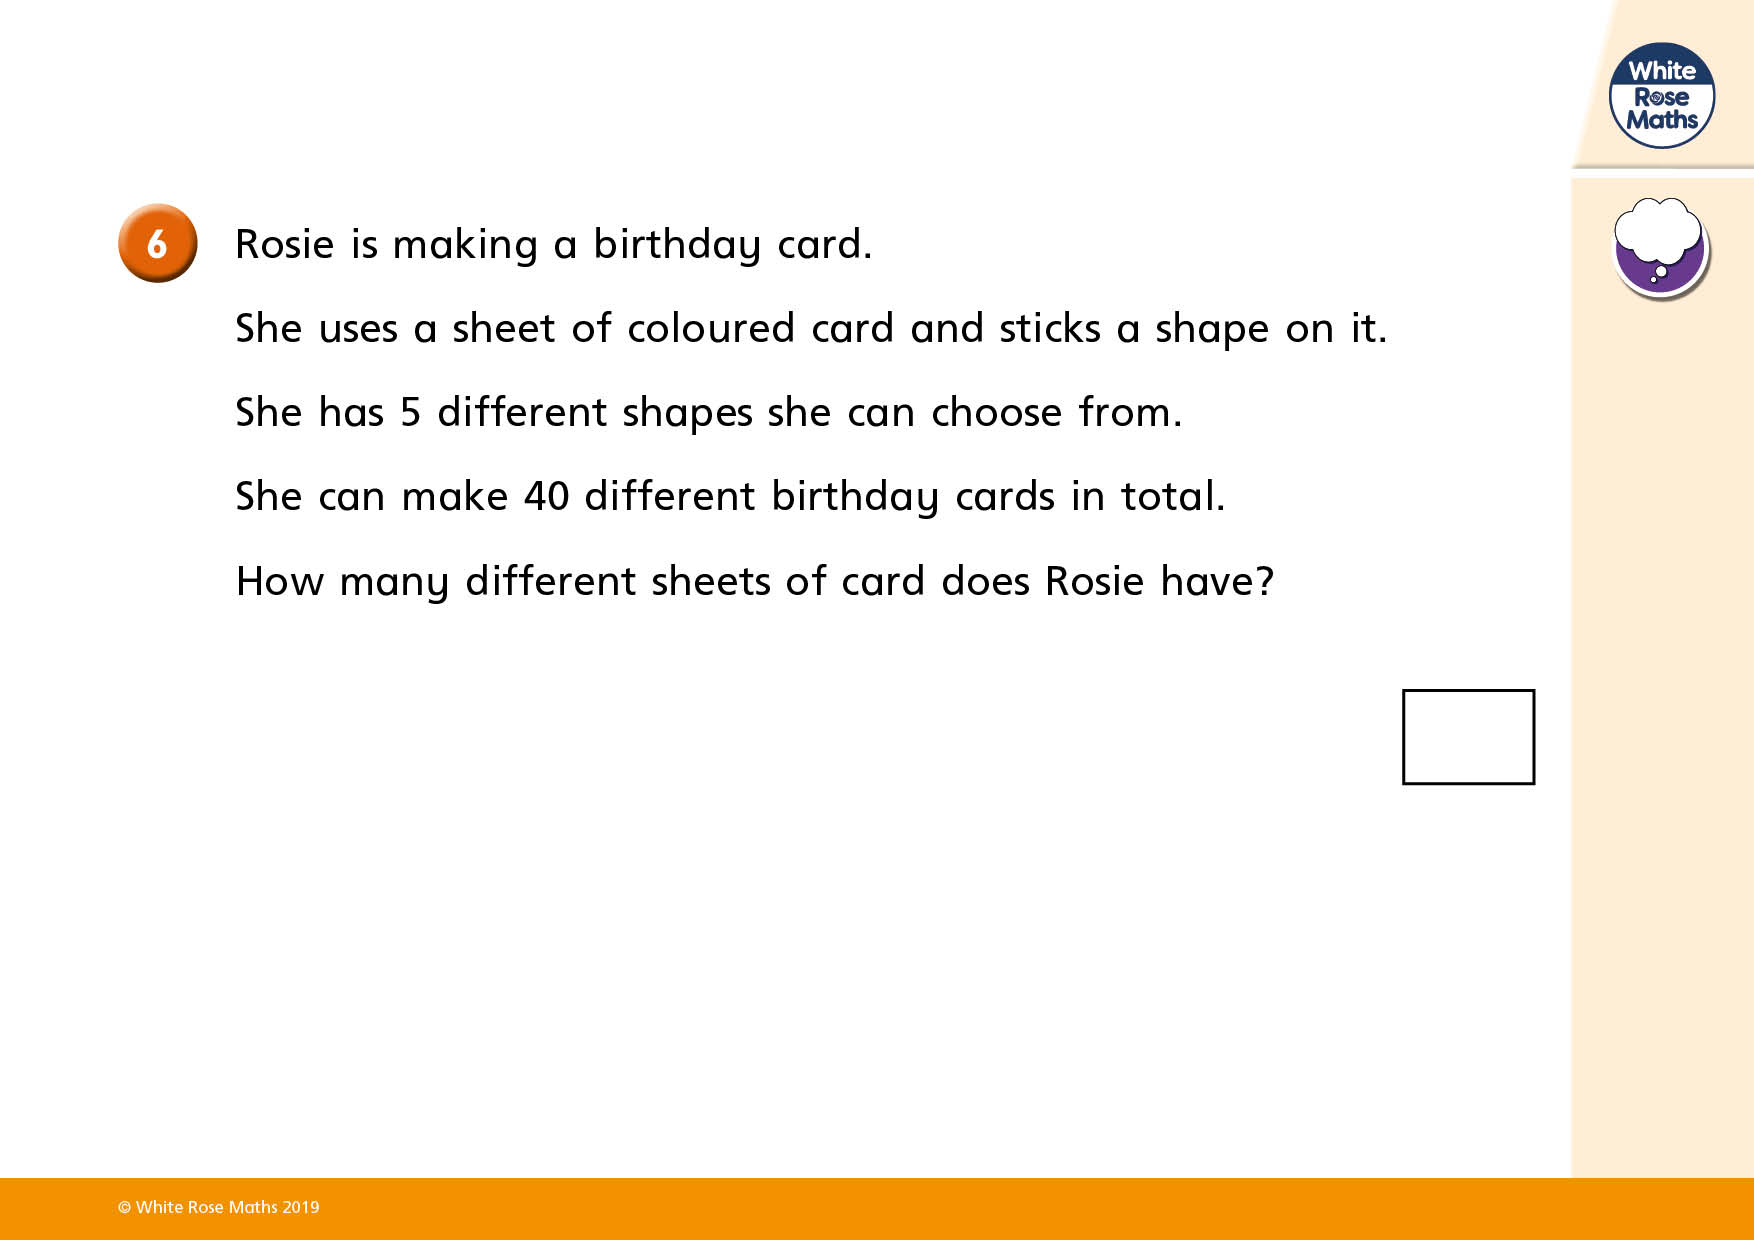 White
Rose
Maths
6 Rosie is making a birthday card.
She uses a sheet of coloured card and sticks a shape on it.
She has 5 different shapes she can choose from.
She can make 40 different birthday cards in total.
How many different sheets of card does Rosie have?
© White Rose Maths 2019